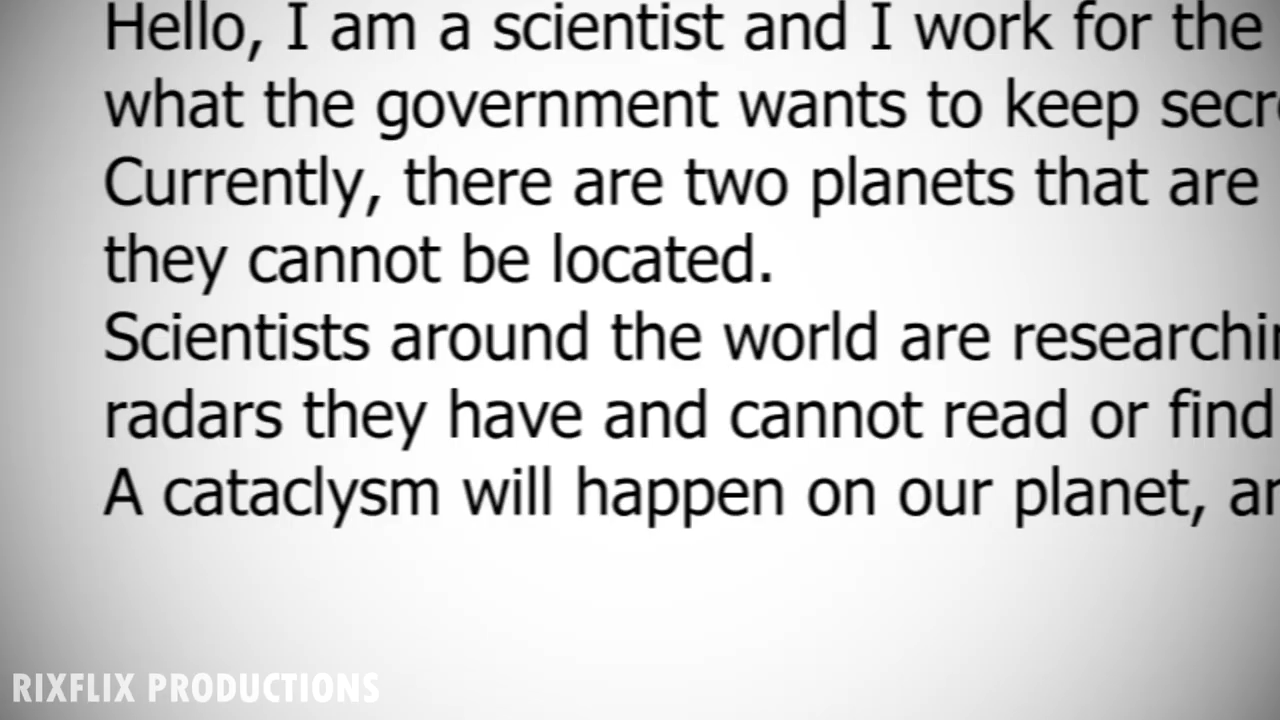 Hello, I am a scientist and I work for the
what the government wants to keep
Currently, there are two planets that are
they cannot be located.
Scientists around the world are
radars they have and cannot read or find
A cataclysm will happen on our planet,
RIXFLIX PRODUCTIONS